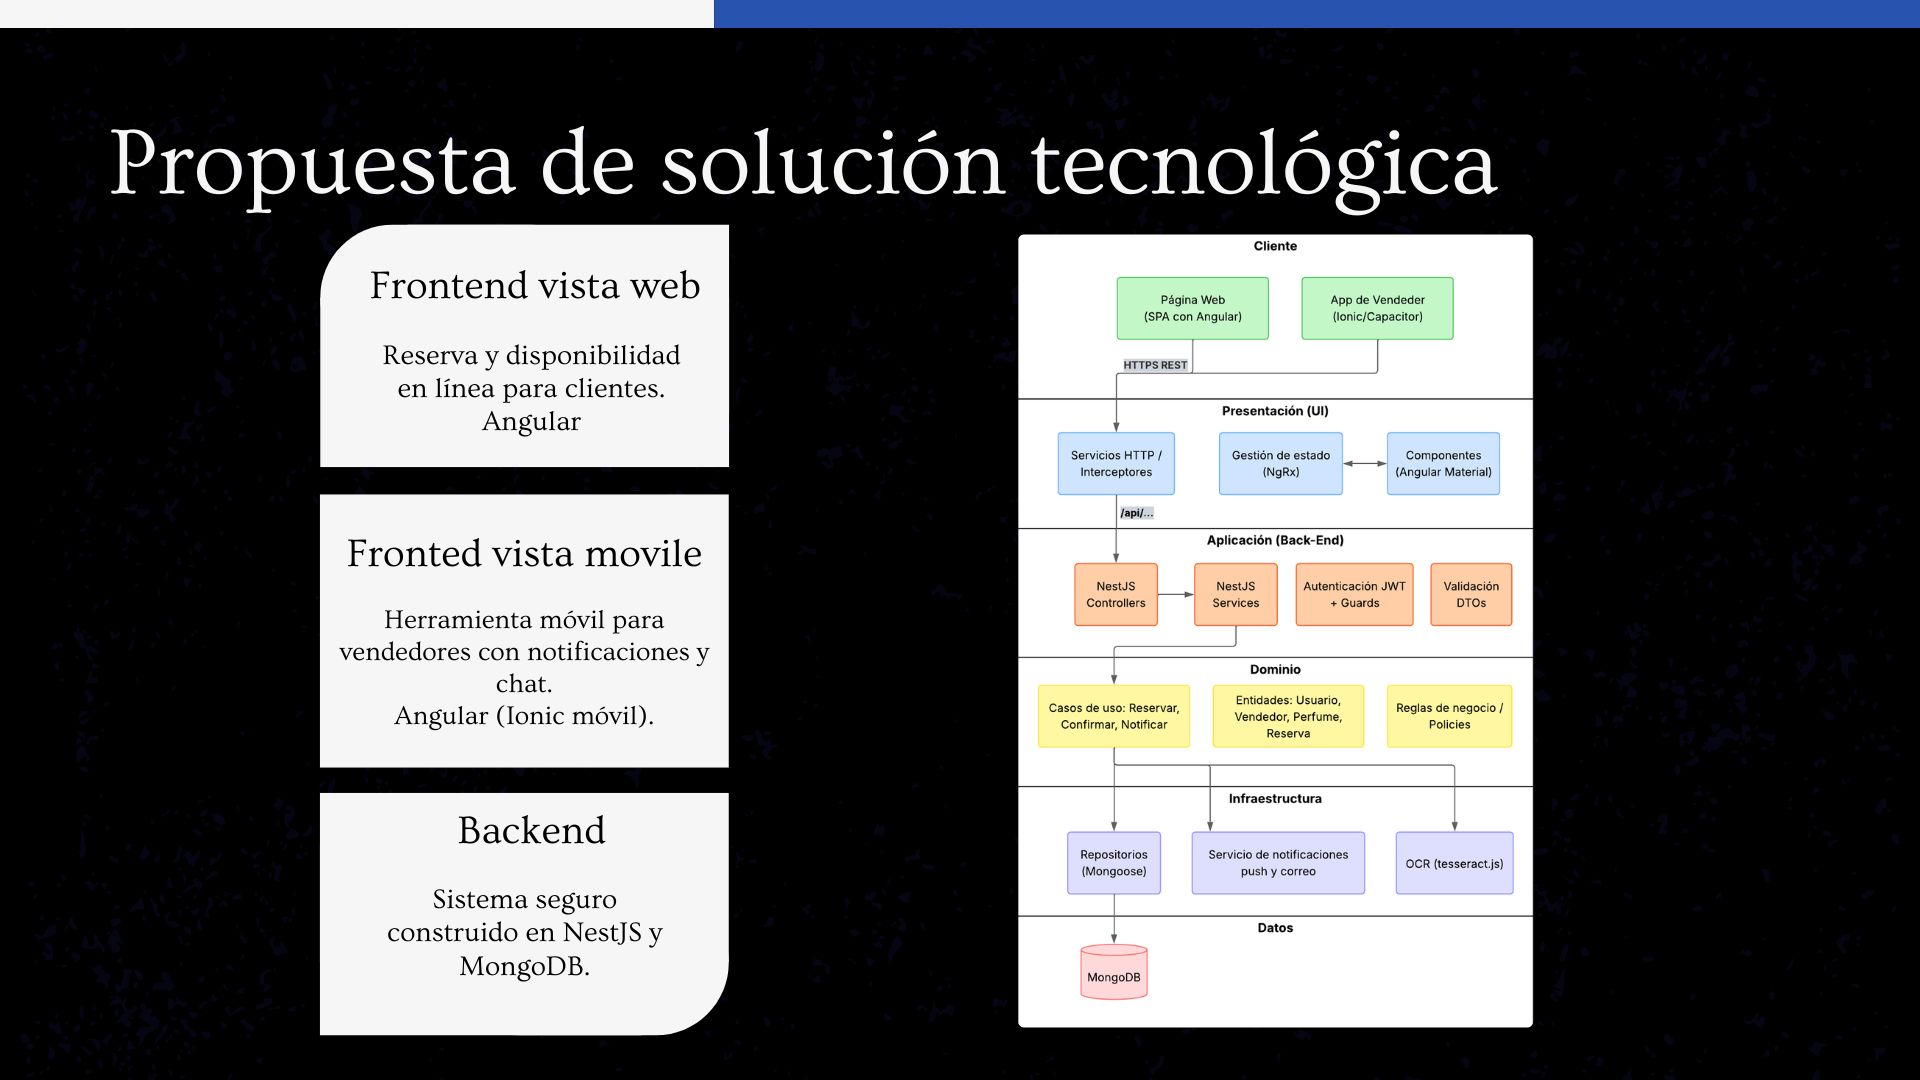 Propuesta de solución tecnológica
Frontend vista web
Reserva y disponibilidad
en línea para clientes.
Angular
Fronted vista movile
Herramienta móvil para
vendedores con notificaciones y
chat.
Angular (Ionic móvil).
Backend
Sistema seguro
construido en NestJS y
MongoDB.
Cliente
Página Web
(SPA con Angular)
App de Vendeder
(Ionic/Capacitor)
HTTPS REST
Presentación (UI)
Servicios HTTP /
Interceptores
Gestión de estado
(NgRx)
Componentes
(Angular Material)
/api/...
Aplicación (Back-End)
NestJS
Controllers
NestJS
Services
Autenticación JWT
+ Guards
Validación
DTOs
Dominio
Casos de uso: Reservar,
Confirmar, Notificar
Entidades: Usuario,
Vendedor, Perfume,
Reserva
Reglas de negocio /
Policies
Infraestructura
Repositorios
(Mongoose)
Servicio de notificaciones
push y correo
OCR (tesseract.js)
Datos
MongoDB